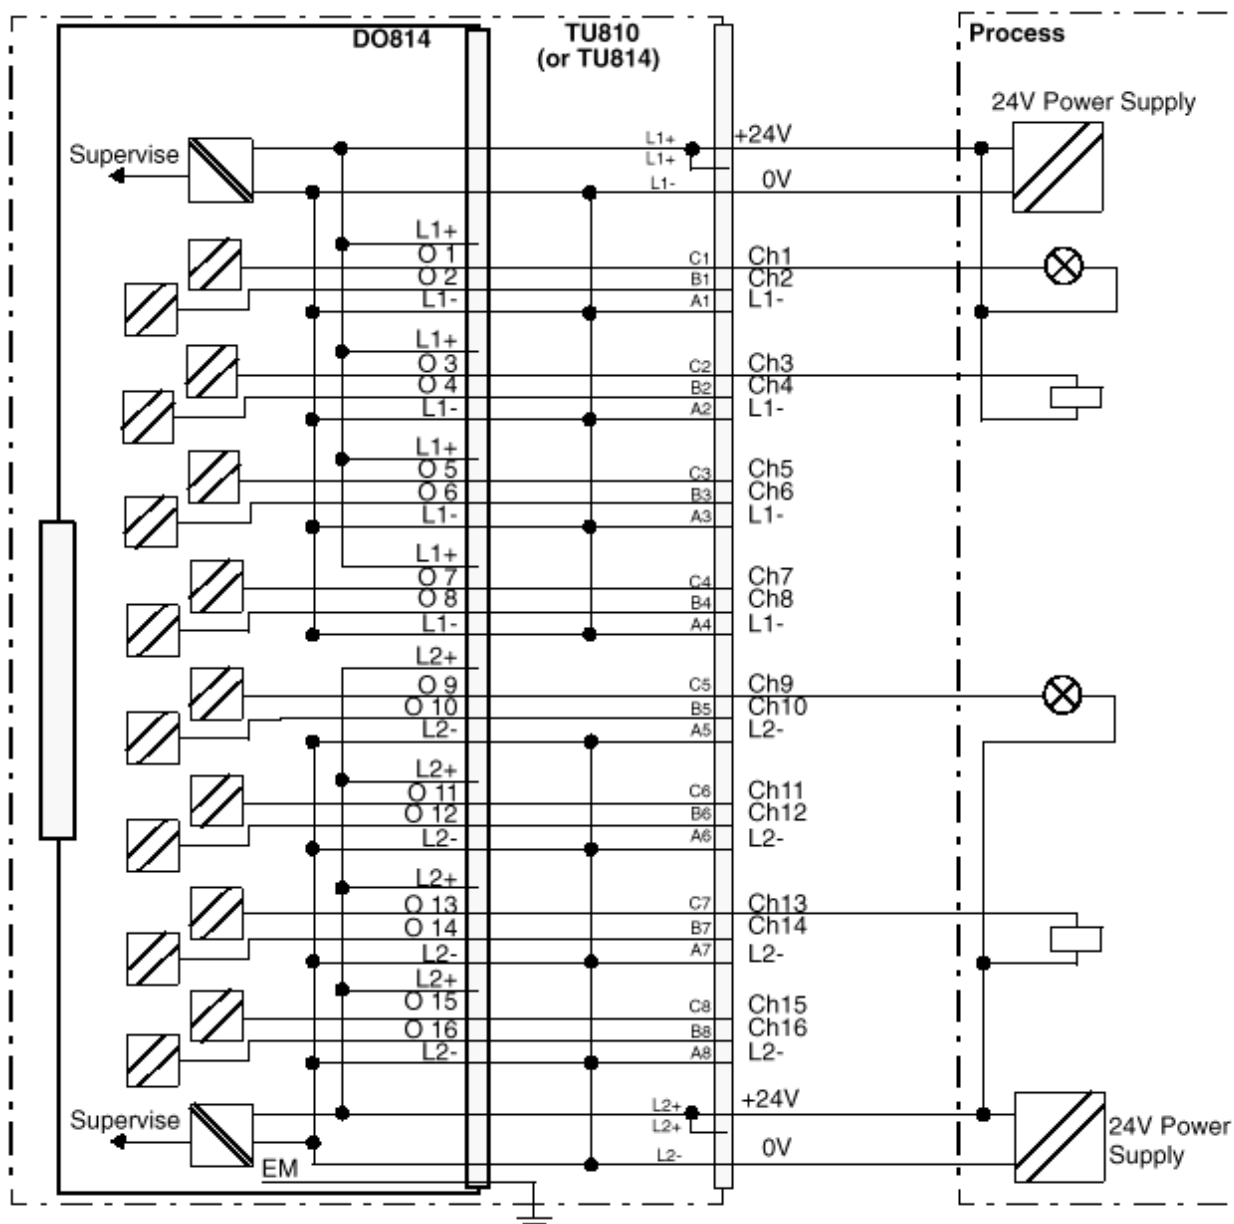 DO814
TU810
(or TU814)
Process
24V Power Supply
Supervise
L1+
+24V
L1+
L1-
0V
L1+
O 1
C1
Ch1
O 2
B1
Ch2
L1-
A1
L1-
L1+
O 3
C2
Ch3
O 4
B2
Ch4
L1-
A2
L1-
L1+
O 5
C3
Ch5
O 6
B3
Ch6
L1-
A3
L1-
L1+
O 7
C4
Ch7
O 8
B4
Ch8
L1-
A4
L1-
L2+
O 9
C5
Ch9
O 10
B5
Ch10
L2-
A5
L2-
L2+
O 11
C6
Ch11
O 12
B6
Ch12
L2-
A6
L2-
L2+
O 13
C7
Ch13
O 14
B7
Ch14
L2-
A7
L2-
L2+
O 15
C8
Ch15
O 16
B8
Ch16
L2-
A8
L2-
Supervise
L2+
+24V
L2+
L2-
0V
24V Power
Supply
EM